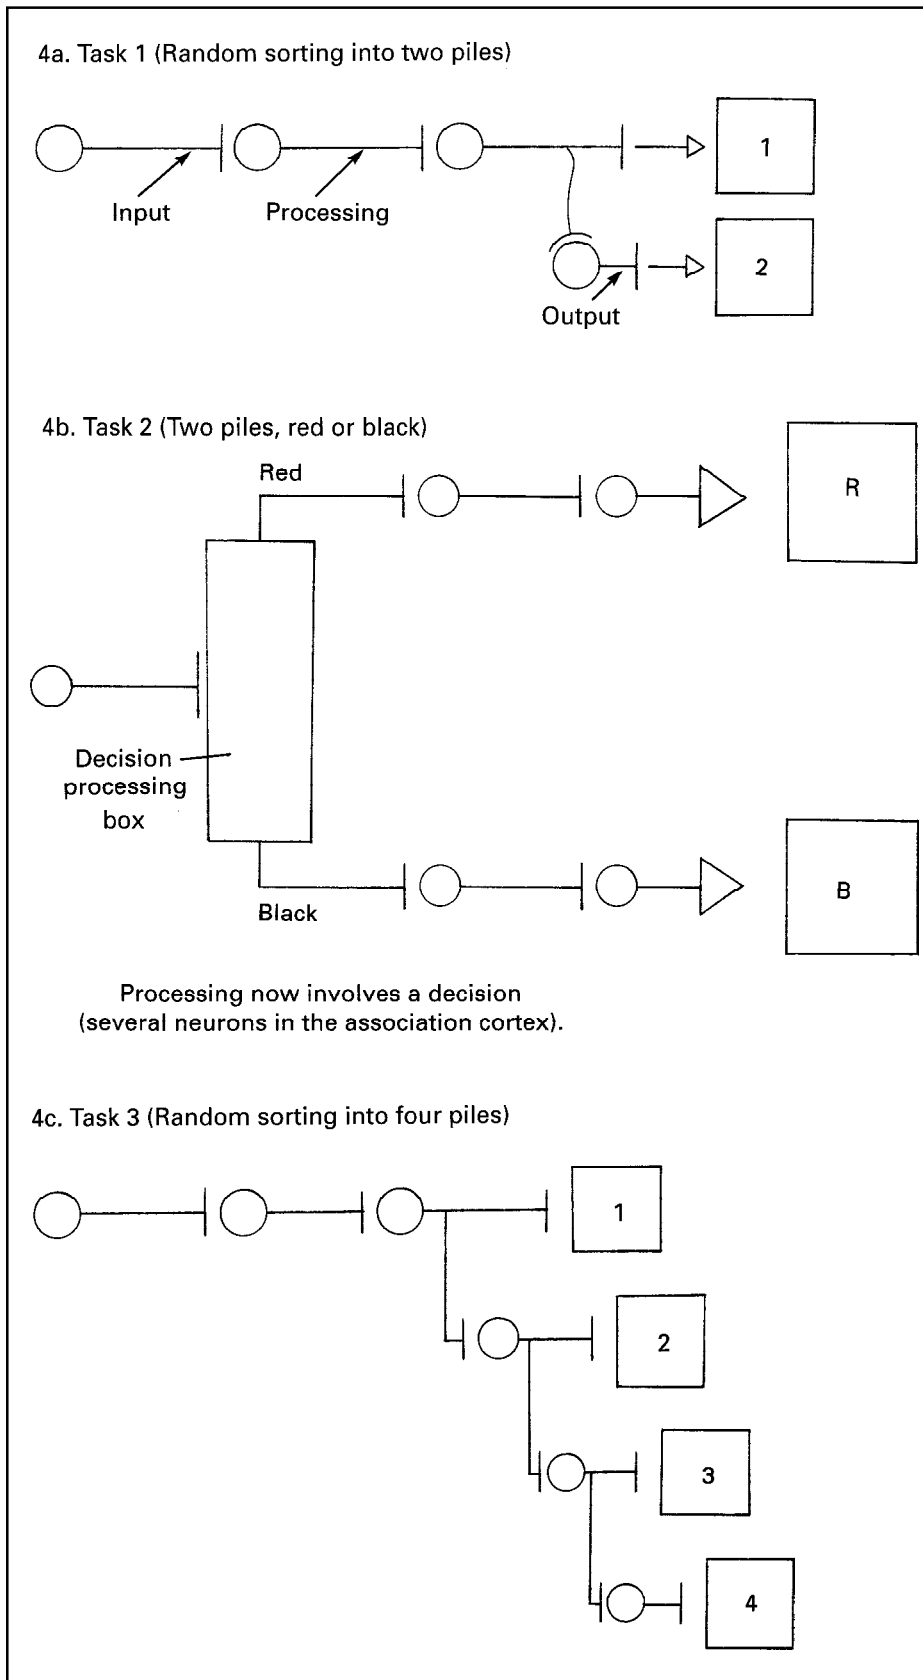 4a. Task 1 (Random sorting into two piles)
1
Input
Processing
2
Output
4b. Task 2 (Two piles, red or black)
Red
R
Decision
processing
box
B
Black
Processing now involves a decision
(several neurons in the association cortex).
4c. Task 3 (Random sorting into four piles)
1
2
3
4